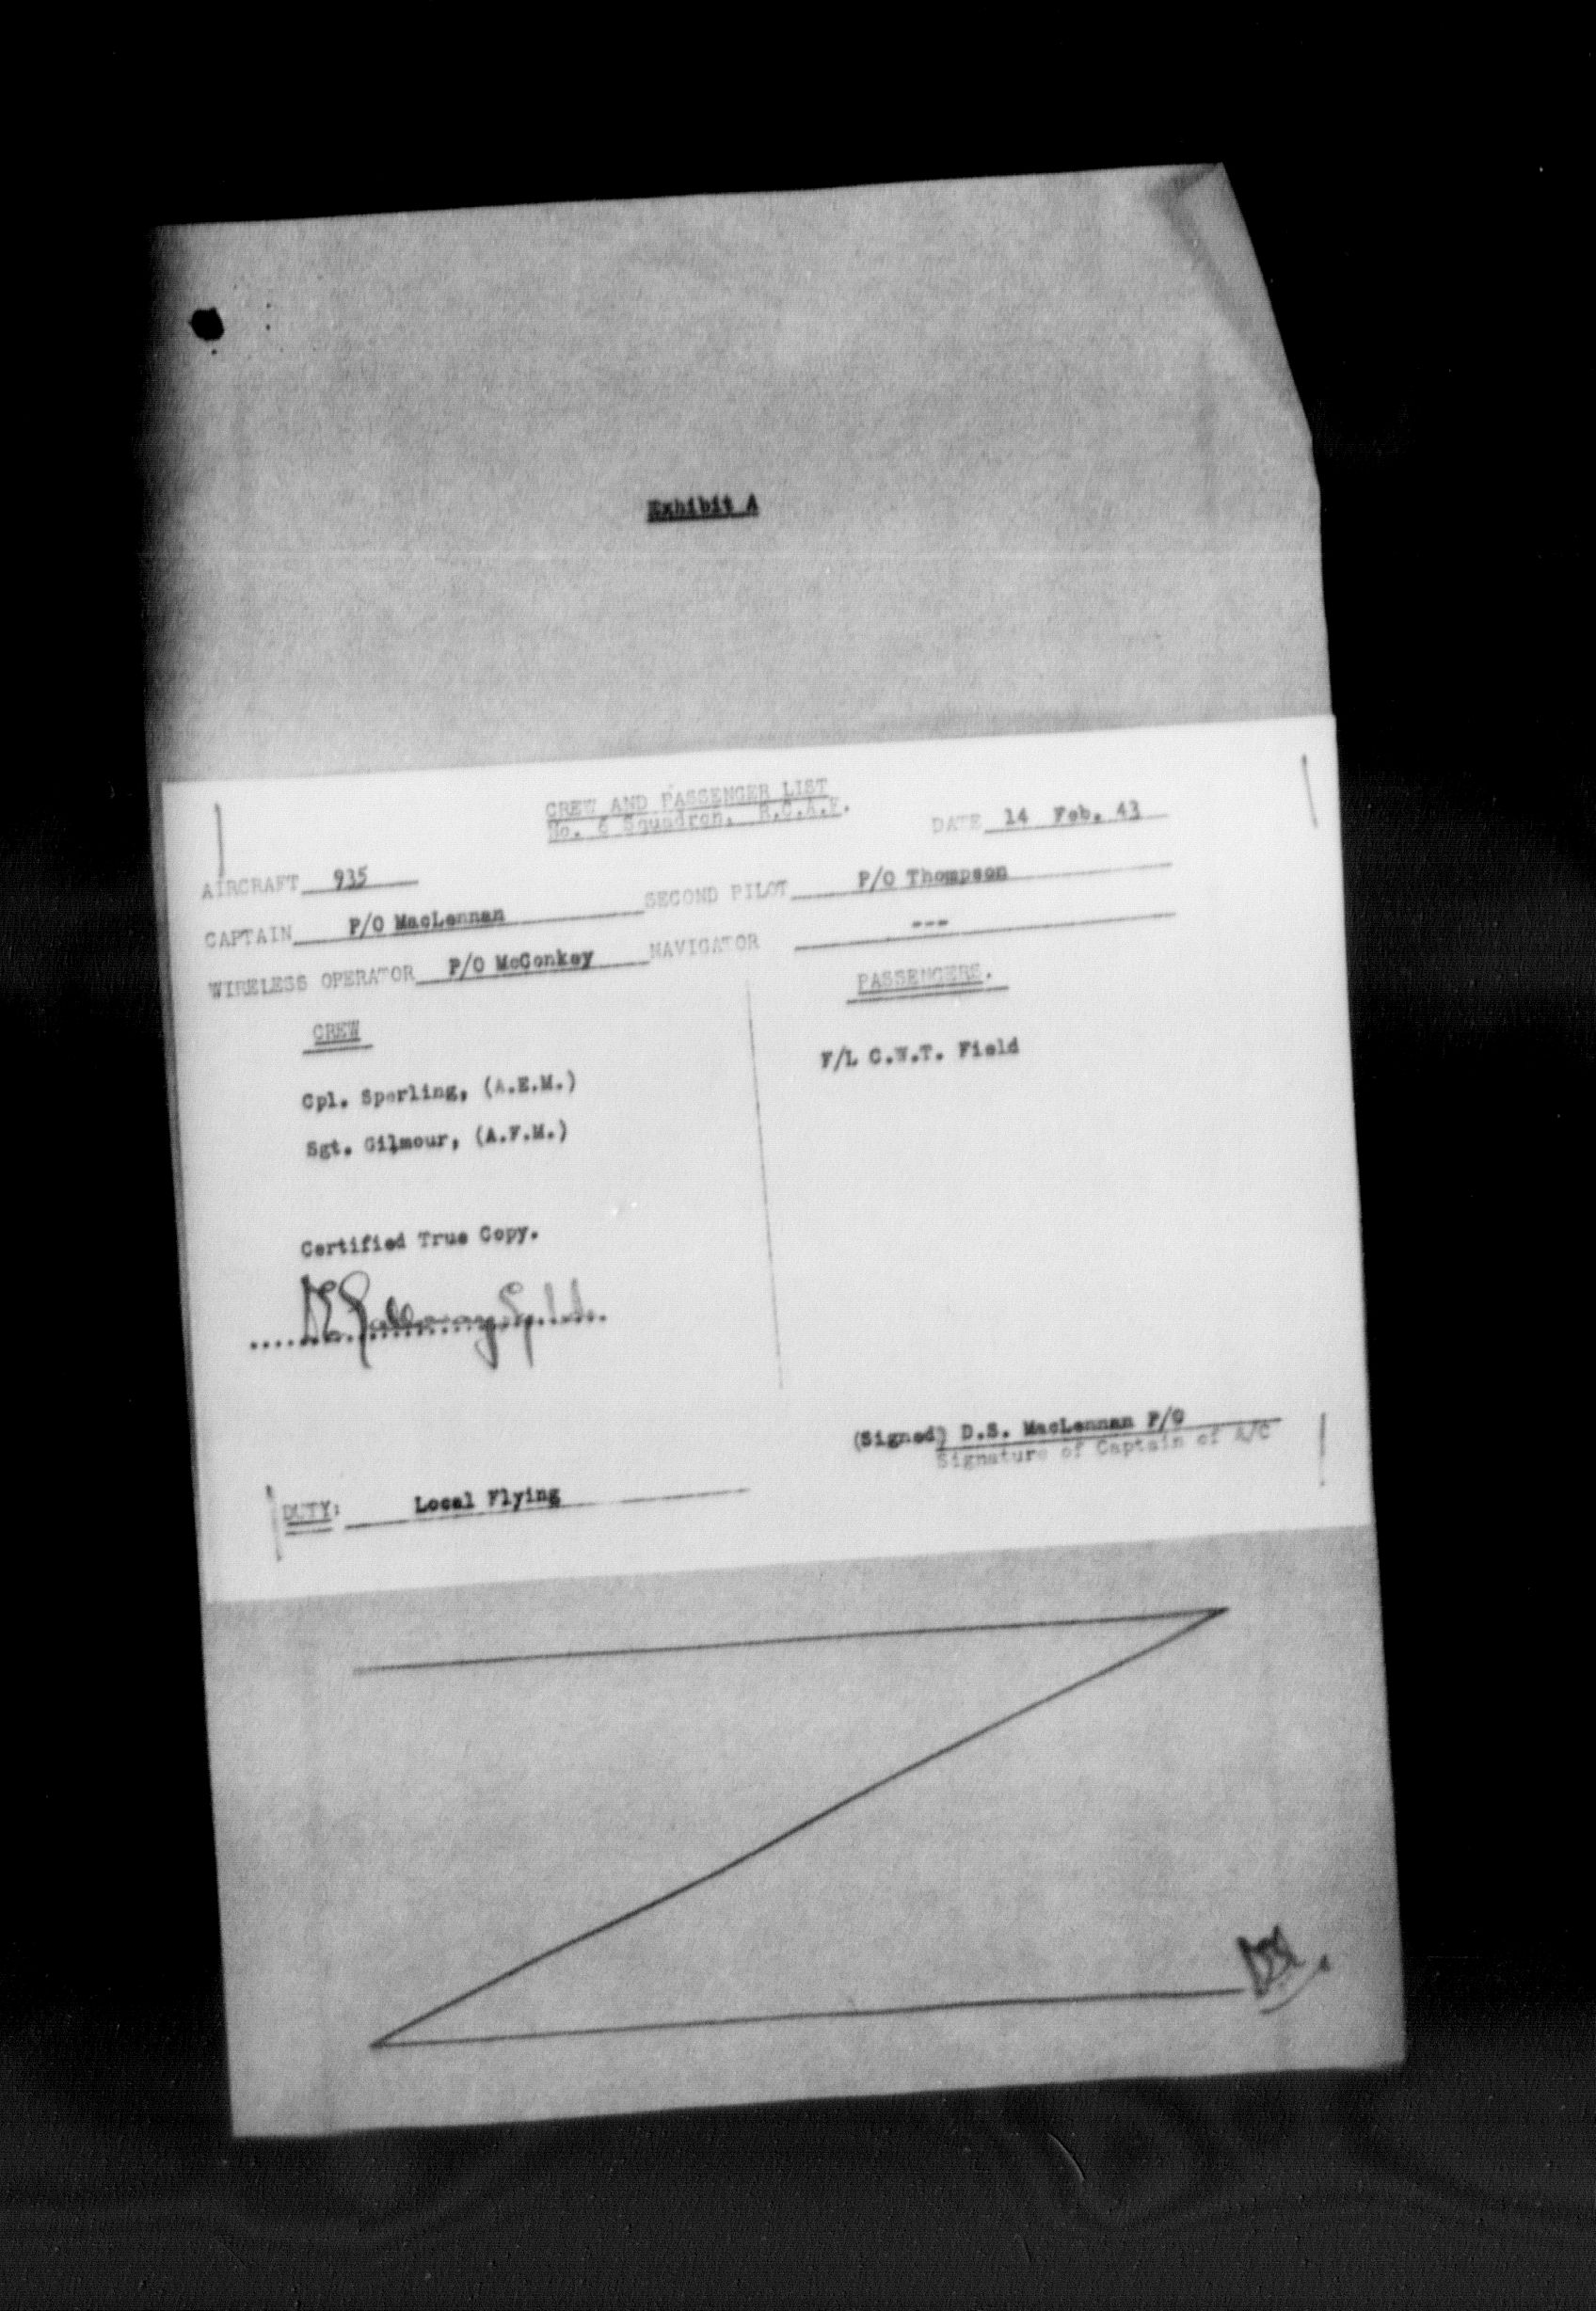 Exhibit A
CREW AND PASSENGER LIST
No. 6 Squadron, R.C.A.F.
DATE 14 Feb. 43
AIRCRAFT 935
CAPTAIN P/O MacLennan SECOND PILOT P/O Thompson
WIRELESS OPERATOR P/O McConkey NAVIGATOR ---
CREW PASSENGERS.
Cpl. Sperling, (A.E.M.) F/L C.W.T. Field
Sgt. Gilmour, (A.F.M.)
Certified True Copy.
(Signed) D.S. MacLennan P/O
Signature of Captain of A/C
DUTY: Local Flying